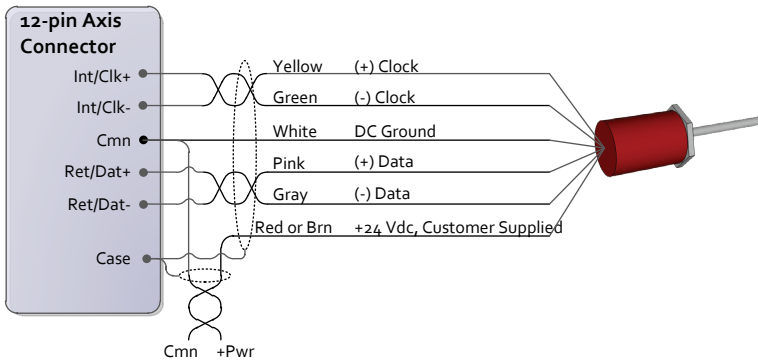 12-pin Axis
Connector
Int/Clk+
Yellow (+) Clock
Int/Clk-
Green (-) Clock
Cmn
White DC Ground
Ret/Dat+
Pink (+) Data
Ret/Dat-
Gray (-) Data
Red or Brn +24 Vdc, Customer Supplied
Case
Cmn +Pwr